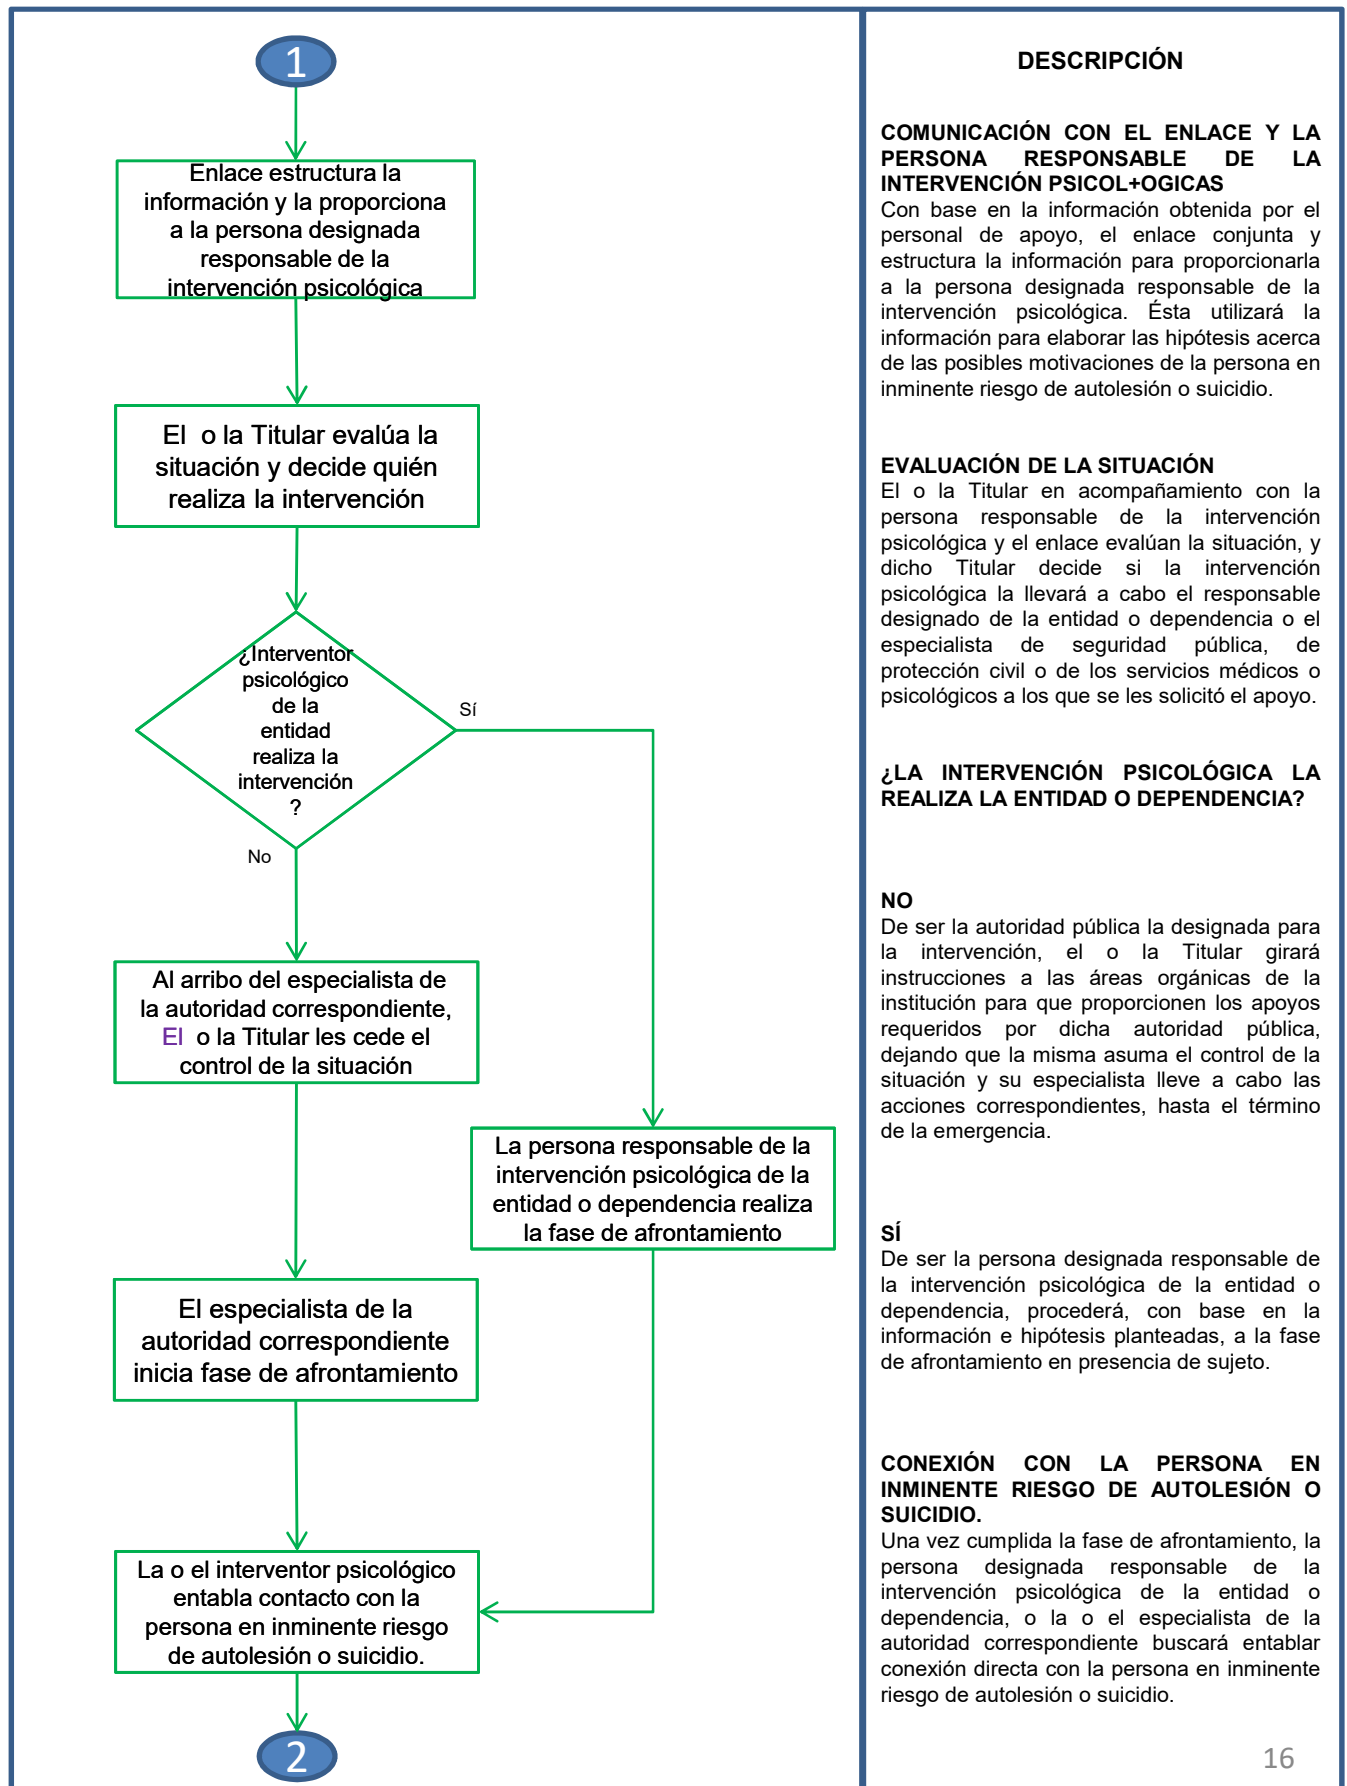 1
Enlace estructura la
información y la proporciona
a la persona designada
responsable de la
intervención psicológica
El  o la Titular evalúa la
situación y decide quién
realiza la intervención
¿Interventor
psicológico
de la
entidad
realiza la
intervención
?
Sí
No
Al arribo del especialista de
la autoridad correspondiente,
El  o la Titular les cede el
control de la situación
La persona responsable de la
intervención psicológica de la
entidad o dependencia realiza
la fase de afrontamiento
El especialista de la
autoridad correspondiente
inicia fase de afrontamiento
La o el interventor psicológico
entabla contacto con la
persona en inminente riesgo
de autolesión o suicidio.
2
DESCRIPCIÓN
COMUNICACIÓN CON EL ENLACE Y LA
PERSONA RESPONSABLE DE LA
INTERVENCIÓN PSICOL+OGICAS
Con base en la información obtenida por el
personal de apoyo, el enlace conjunta y
estructura la información para proporcionarla
a la persona designada responsable de la
intervención psicológica. Ésta utilizará la
información para elaborar las hipótesis acerca
de las posibles motivaciones de la persona en
inminente riesgo de autolesión o suicidio.
EVALUACIÓN DE LA SITUACIÓN
El o la Titular en acompañamiento con la
persona responsable de la intervención
psicológica y el enlace evalúan la situación, y
dicho Titular decide si la intervención
psicológica la llevará a cabo el responsable
designado de la entidad o dependencia o el
especialista de seguridad pública, de
protección civil o de los servicios médicos o
psicológicos a los que se les solicitó el apoyo.
¿LA INTERVENCIÓN PSICOLÓGICA LA
REALIZA LA ENTIDAD O DEPENDENCIA?
NO
De ser la autoridad pública la designada para
la intervención, el o la Titular girará
instrucciones a las áreas orgánicas de la
institución para que proporcionen los apoyos
requeridos por dicha autoridad pública,
dejando que la misma asuma el control de la
situación y su especialista lleve a cabo las
acciones correspondientes, hasta el término
de la emergencia.
SÍ
De ser la persona designada responsable de
la intervención psicológica de la entidad o
dependencia, procederá, con base en la
información e hipótesis planteadas, a la fase
de afrontamiento en presencia de sujeto.
CONEXIÓN CON LA PERSONA EN
INMINENTE RIESGO DE AUTOLESIÓN O
SUICIDIO.
Una vez cumplida la fase de afrontamiento, la
persona designada responsable de la
intervención psicológica de la entidad o
dependencia, o la o el especialista de la
autoridad correspondiente buscará entablar
conexión directa con la persona en inminente
riesgo de autolesión o suicidio.
16